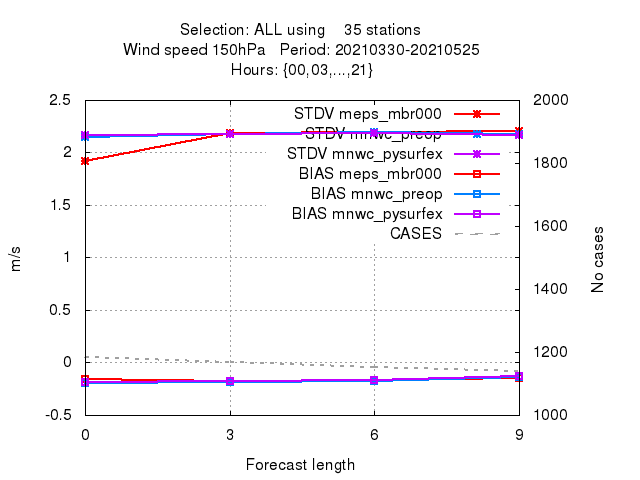 Selection: ALL using 35 stations
Wind speed 150hPa Period: 20210330-20210525
Hours: {00,03,...,21}
2.5
2
1.5
1
0.5
0
-0.5
m/s
2000
1800
1600
1400
1200
1000
No cases
STDV meps_mbr000
STDV mnwc_preop
STDV mnwc_pysurfex
BIAS meps_mbr000
BIAS mnwc_preop
BIAS mnwc_pysurfex
CASES
0 3 6 9
Forecast length